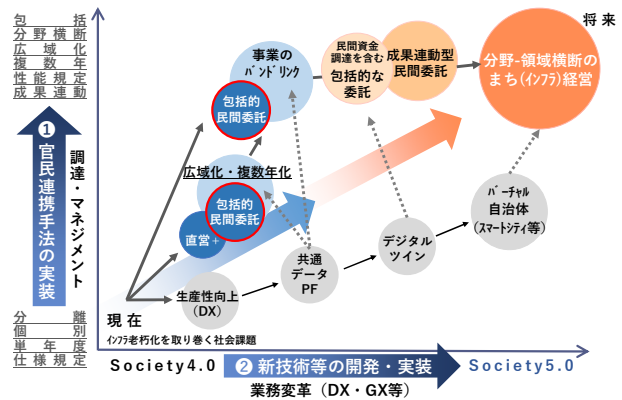 包括
分野横断
広域化
複数年
性能規定
成果連動
❶官民連携手法の実装
調達・マネジメント
分離
個別
単年度
仕様規定
将来
事業の
バンドリンク
包括的
民間委託
民間資金
調達を含む
包括的な
委託
成果連動型
民間委託
分野-領域横断の
まち(インフラ)経営
広域化・複数年化
包括的
民間委託
直営+
生産性向上
(DX)
共通
データ
PF
デジタル
ツイン
バーチャル
自治体
(スマートシティ等)
現在
インフラ老朽化を取り巻く社会課題
Society4.0
❷新技術等の開発・実装
Society5.0
業務変革(DX・GX等)